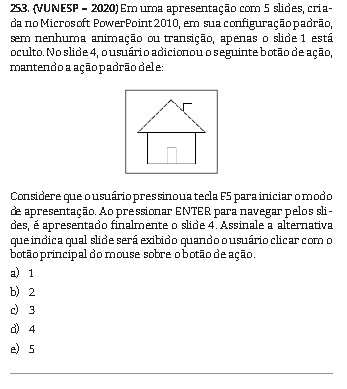 253. (VUNESP – 2020) Em uma apresentação com 5 slides, cria-
da no Microsoft PowerPoint 2010, em sua configuração padrão,
sem nenhuma animação ou transição, apenas o slide 1 está
oculto. No slide 4, o usuário adicionou o seguinte botão de ação,
mantendo a ação padrão dele:
Considere que o usuário pressinou a tecla F5 para iniciar o modo
de apresentação. Ao pressionar ENTER para navegar pelos sli-
des, é apresentado finalmente o slide 4. Assinale a alternativa
que indica qual slide será exibido quando o usuário clicar com o
botão principal do mouse sobre o botão de ação.
a) 1
b) 2
c) 3
d) 4
e) 5